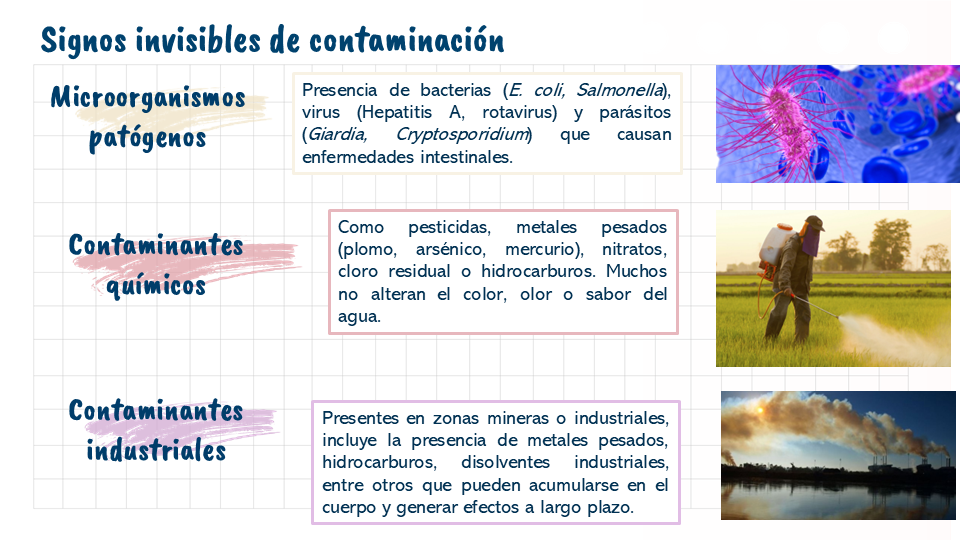 Signos invisibles de contaminación
Microorganismos
patógenos
Presencia de bacterias (E. coli, Salmonella),
virus (Hepatitis A, rotavirus) y parásitos
(Giardia, Cryptosporidium) que causan
enfermedades intestinales.
Contaminantes
químicos
Como pesticidas, metales pesados
(plomo, arsénico, mercurio), nitratos,
cloro residual o hidrocarburos. Muchos
no alteran el color, olor o sabor del
agua.
Contaminantes
industriales
Presentes en zonas mineras o industriales,
incluye la presencia de metales pesados,
hidrocarburos, disolventes industriales,
entre otros que pueden acumularse en el
cuerpo y generar efectos a largo plazo.